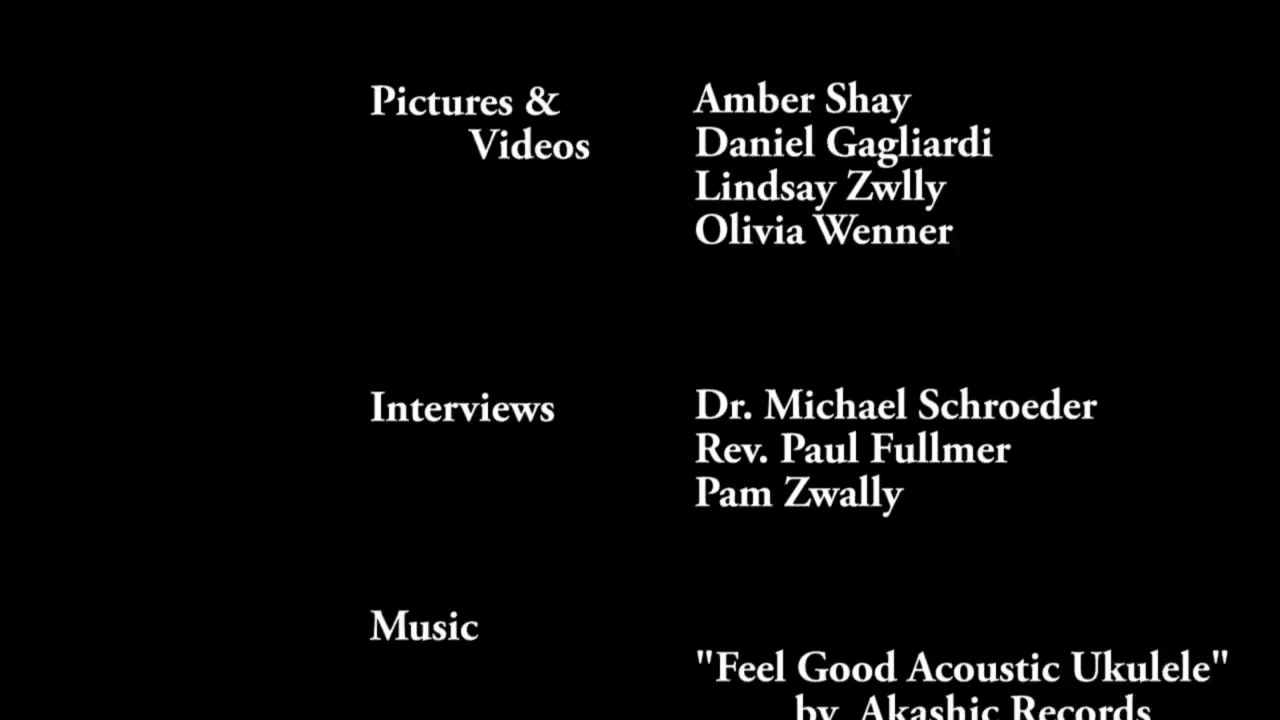 Pictures &
Videos
Amber Shay
Daniel Gagliardi
Lindsay Zwlly
Olivia Wenner
Interviews
Dr. Michael Schroeder
Rev. Paul Fullmer
Pam Zwally
Music
"Feel Good Acoustic Ukulele"
by Akashic Records